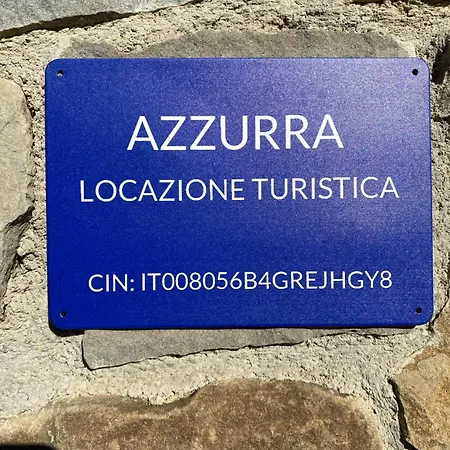 AZZURRA
LOCAZIONE TURISTICA
CIN: IT008056B4GREJHGY8